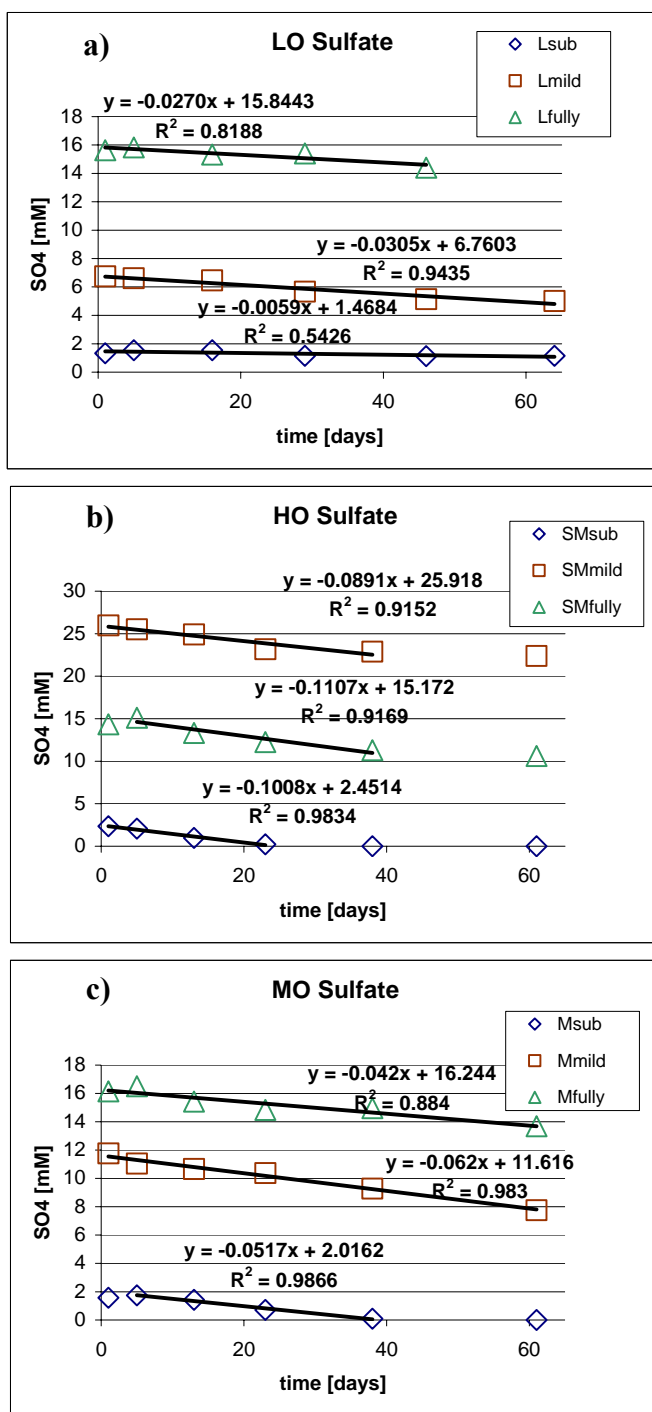 a)
LO Sulfate
Lsub
Lmild
Lfully
y = -0.0270x + 15.8443
R² = 0.8188
y = -0.0305x + 6.7603
R² = 0.9435
y = -0.0059x + 1.4684
R² = 0.5426
18
16
14
12
10
8
6
4
2
0
SO4 [mM]
0 20 40 60
time [days]
b)
HO Sulfate
SMsub
SMmild
SMfully
y = -0.0891x + 25.918
R² = 0.9152
y = -0.1107x + 15.172
R² = 0.9169
y = -0.1008x + 2.4514
R² = 0.9834
30
25
20
15
10
5
0
SO4 [mM]
0 20 40 60
time [days]
c)
MO Sulfate
Msub
Mmild
Mfully
y = -0.042x + 16.244
R² = 0.884
y = -0.062x + 11.616
R² = 0.983
y = -0.0517x + 2.0162
R² = 0.9866
18
16
14
12
10
8
6
4
2
0
SO4 [mM]
0 20 40 60
time [days]